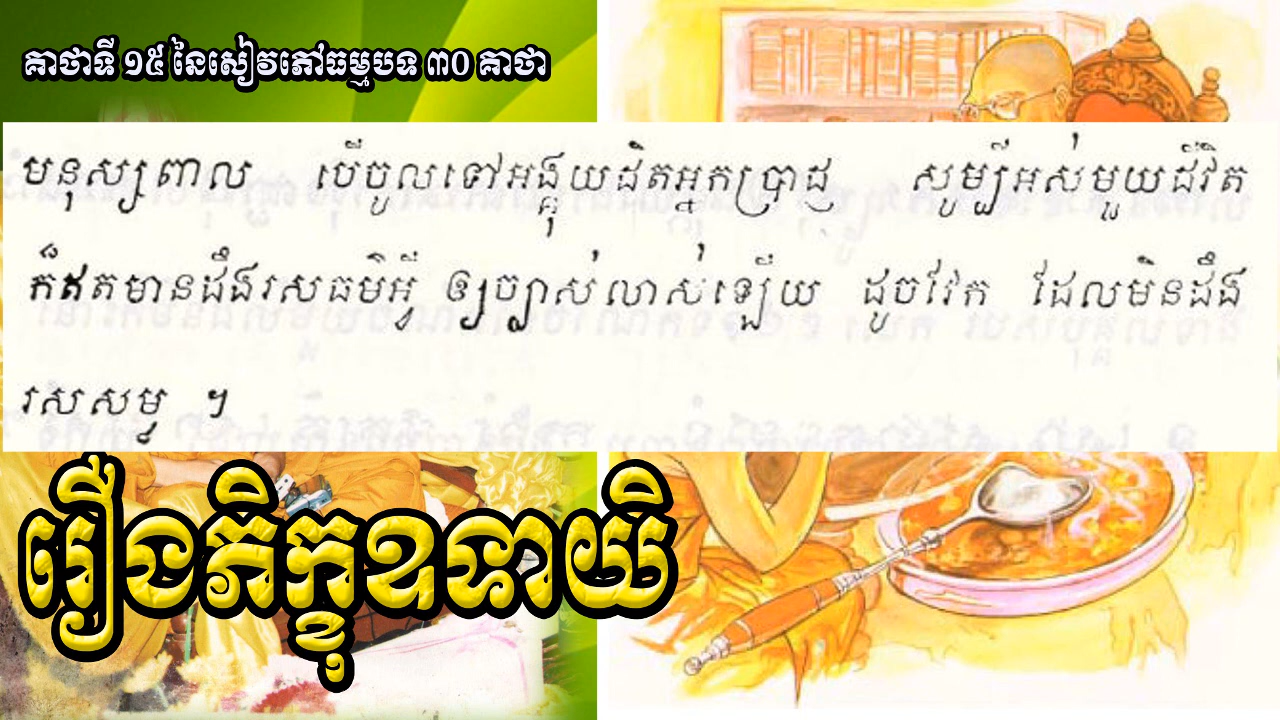 គាថាទី ១៥ នៃសៀវភៅធម្មបទ ៣០ គាថា
មនុស្សពាល បើចូលទៅអង្គុយជិតអ្នកប្រាជ្ញ សូម្បីអស់មួយជីវិត
ក៏ឥតមានដឹងរសធម៌អ្វី ឲ្យច្បាស់លាស់ឡើយ ដូចវែក ដែលមិនដឹង
រសសម្ល ។
រឿងភិក្ខុឧទាយិ